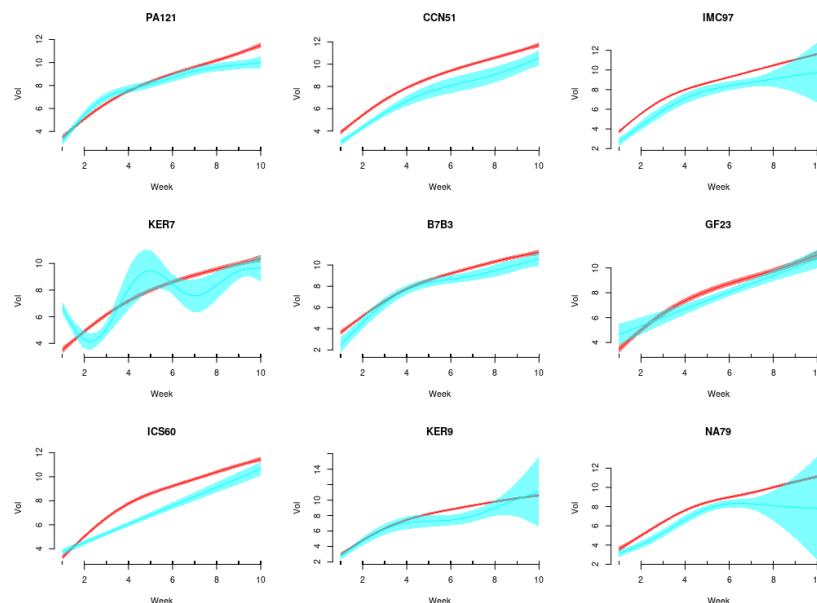 PA121
CCN51
IMC97
Vol
4 6 8 10 12
2 4 6 8 10
Week
Vol
4 6 8 10 12
2 4 6 8 10
Week
Vol
2 4 6 8 10 12
2 4 6 8 10
Week
KER7
B7B3
GF23
Vol
4 6 8 10
2 4 6 8 10
Week
Vol
2 4 6 8 10
2 4 6 8 10
Week
Vol
4 6 8 10
2 4 6 8 10
Week
ICS60
KER9
NA79
Vol
4 6 8 10 12
2 4 6 8 10
Week
Vol
2 4 6 8 10 14
2 4 6 8 10
Week
Vol
2 4 6 8 10 12
2 4 6 8
Week